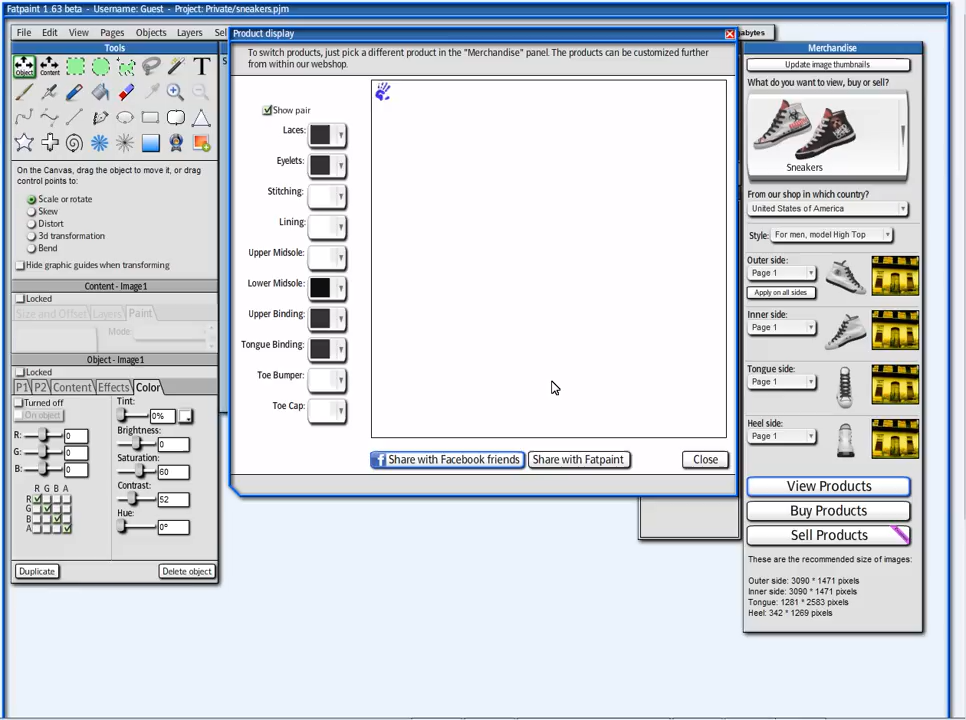 Fatpaint 1.63 beta - Username: Guest - Project: Private/sneakers.pjm
File Edit View Pages Objects Layers Sel
abytes
Tools
Object Content
On the Canvas, drag the object to move it, or drag
control points to:
Scale or rotate
Skew
Distort
3d transformation
Bend
Hide graphic guides when transforming
Content - Image1
Locked
Size and Offset Layers Paint
Mode:
Object - Image1
Locked
P1 P2 Content Effects Color
Turned off
On object
R: 0
G: 0
B: 0
R G B A
R
G
B
A
Tint:
0%
Brightness:
0
Saturation:
60
Contrast:
52
Hue:
0°
Duplicate
Delete object
Product display
To switch products, just pick a different product in the "Merchandise" panel. The products can be customized further
from within our webshop.
Show pair
Laces:
Eyelets:
Stitching:
Lining:
Upper Midsole:
Lower Midsole:
Upper Binding:
Tongue Binding:
Toe Bumper:
Toe Cap:
Share with Facebook friends
Share with Fatpaint
Close
Merchandise
Update image thumbnails
What do you want to view, buy or sell?
Sneakers
From our shop in which country?
United States of America
Style: For men, model High Top
Outer side:
Page 1
Apply on all sides
Inner side:
Page 1
Tongue side:
Page 1
Heel side:
Page 1
View Products
Buy Products
Sell Products
These are the recommended size of images:
Outer side: 3090 * 1471 pixels
Inner side: 3090 * 1471 pixels
Tongue: 1281 * 2583 pixels
Heel: 342 * 1269 pixels